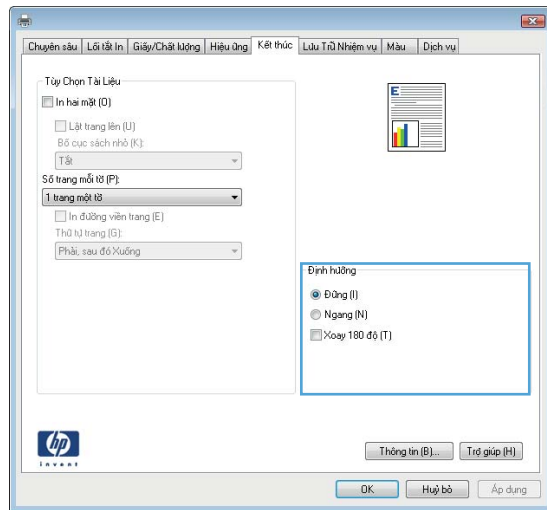 Chuyên sâu Lối tắt In Giấy/Chất lượng Hiệu ứng Kết thúc Lưu Trữ Nhiệm vụ Màu Dịch vụ
Tùy Chọn Tài Liệu
In hai mặt (O)
Lật trang lên (U)
Bố cục sách nhỏ (K):
Tắt
Số trang mỗi tờ (P):
1 trang một tờ
In đường viền trang (E)
Thứ tự trang (G):
Phải, sau đó Xuống
E
Định hướng
Đứng (I)
Ngang (N)
Xoay 180 độ (T)
hp
invent
Thông tin (B)... Trợ giúp (H)
OK Huỷ bỏ Áp dụng